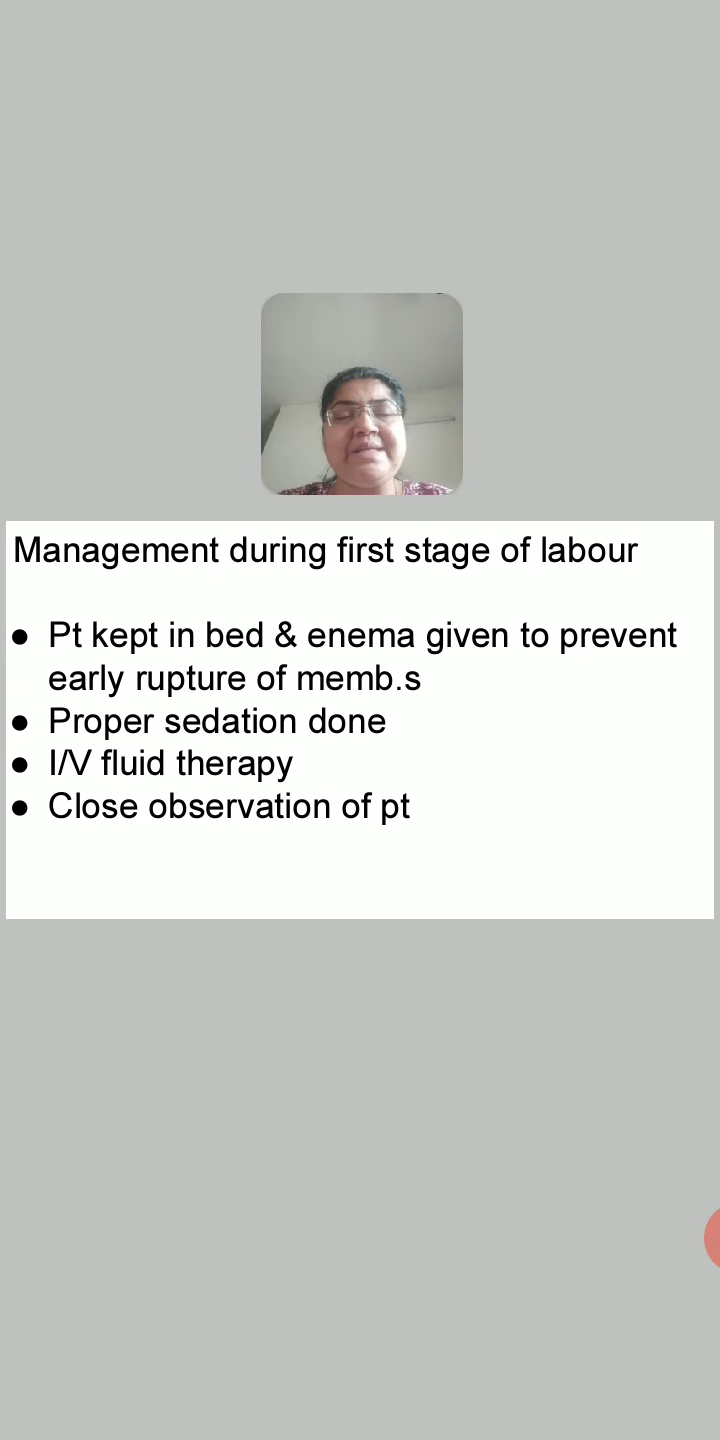 Management during first stage of labour
● Pt kept in bed & enema given to prevent
early rupture of memb.s
● Proper sedation done
● I/V fluid therapy
● Close observation of pt